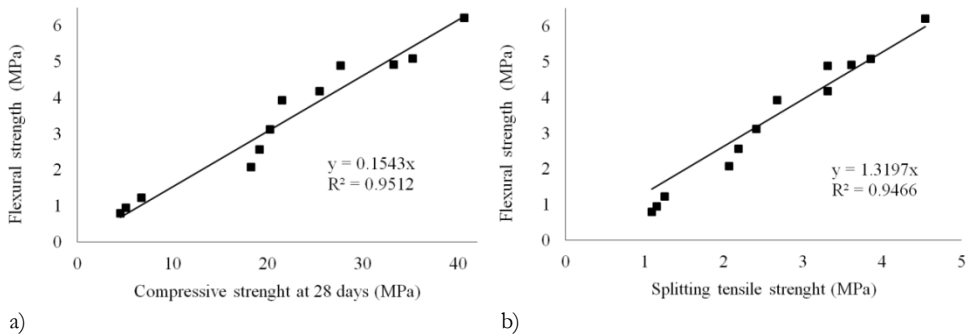 Flexural strength (MPa)
6
5
4
3
2
1
0
y = 0.1543x
R² = 0.9512
0 10 20 30 40
Compressive strenght at 28 days (MPa)
a)
Flexural strength (MPa)
6
5
4
3
2
1
0
y = 1.3197x
R² = 0.9466
0 1 2 3 4 5
Splitting tensile strenght (MPa)
b)